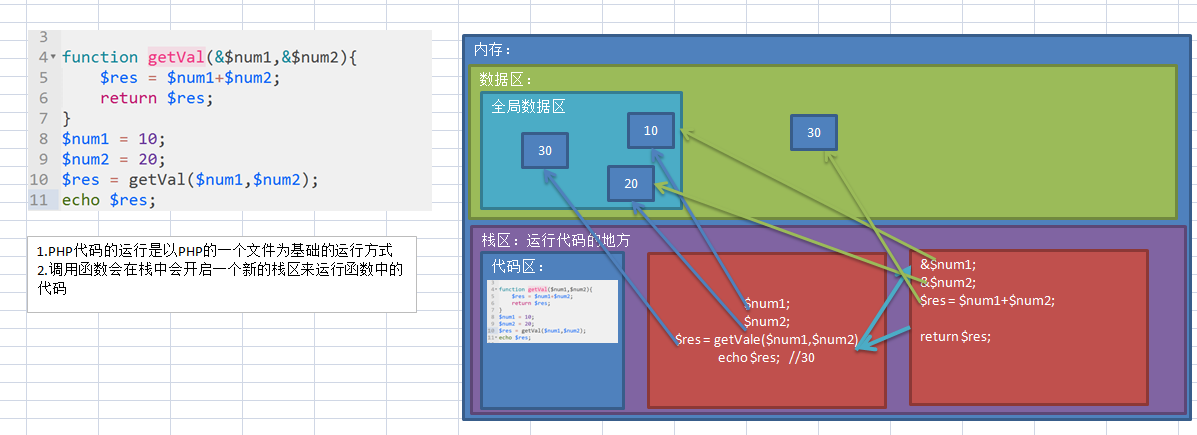 3
4 function getVal(&$num1,&$num2){
5 $res = $num1+$num2;
6 return $res;
7 }
8 $num1 = 10;
9 $num2 = 20;
10 $res = getVal($num1,$num2);
11 echo $res;
1.PHP代码的运行是以PHP的一个文件为基础的运行方式
2.调用函数会在栈中会开启一个新的栈区来运行函数中的
代码
内存：
数据区：
全局数据区
30
10
20
30
栈区：运行代码的地方
代码区：
3
4 function getVal($num1,$num2){
5 $res = $num1+$num2;
6 return $res;
7 }
8 $num1 = 10;
9 $num2 = 20;
10 $res = getVal($num1,$num2);
11 echo $res;
$num1;
$num2;
$res = getVale($num1,$num2)
echo $res; //30
&$num1;
&$num2;
$res = $num1+$num2;
return $res;